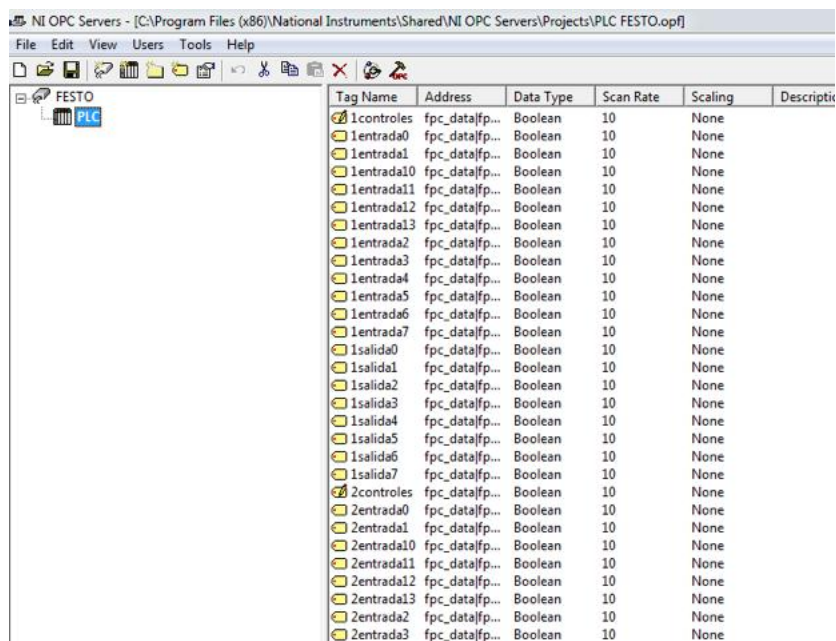 NI OPC Servers - [C:\Program Files (x86)\National Instruments\Shared\NI OPC Servers\Projects\PLC FESTO.opf]
File Edit View Users Tools Help
FESTO
PLC
Tag Name Address Data Type Scan Rate Scaling Descriptio
1controles fpc_data|fp... Boolean 10 None
1entrada0 fpc_data|fp... Boolean 10 None
1entrada1 fpc_data|fp... Boolean 10 None
1entrada10 fpc_data|fp... Boolean 10 None
1entrada11 fpc_data|fp... Boolean 10 None
1entrada12 fpc_data|fp... Boolean 10 None
1entrada13 fpc_data|fp... Boolean 10 None
1entrada2 fpc_data|fp... Boolean 10 None
1entrada3 fpc_data|fp... Boolean 10 None
1entrada4 fpc_data|fp... Boolean 10 None
1entrada5 fpc_data|fp... Boolean 10 None
1entrada6 fpc_data|fp... Boolean 10 None
1entrada7 fpc_data|fp... Boolean 10 None
1salida0 fpc_data|fp... Boolean 10 None
1salida1 fpc_data|fp... Boolean 10 None
1salida2 fpc_data|fp... Boolean 10 None
1salida3 fpc_data|fp... Boolean 10 None
1salida4 fpc_data|fp... Boolean 10 None
1salida5 fpc_data|fp... Boolean 10 None
1salida6 fpc_data|fp... Boolean 10 None
1salida7 fpc_data|fp... Boolean 10 None
2controles fpc_data|fp... Boolean 10 None
2entrada0 fpc_data|fp... Boolean 10 None
2entrada1 fpc_data|fp... Boolean 10 None
2entrada10 fpc_data|fp... Boolean 10 None
2entrada11 fpc_data|fp... Boolean 10 None
2entrada12 fpc_data|fp... Boolean 10 None
2entrada13 fpc_data|fp... Boolean 10 None
2entrada2 fpc_data|fp... Boolean 10 None
2entrada3 fpc_data|fp... Boolean 10 None